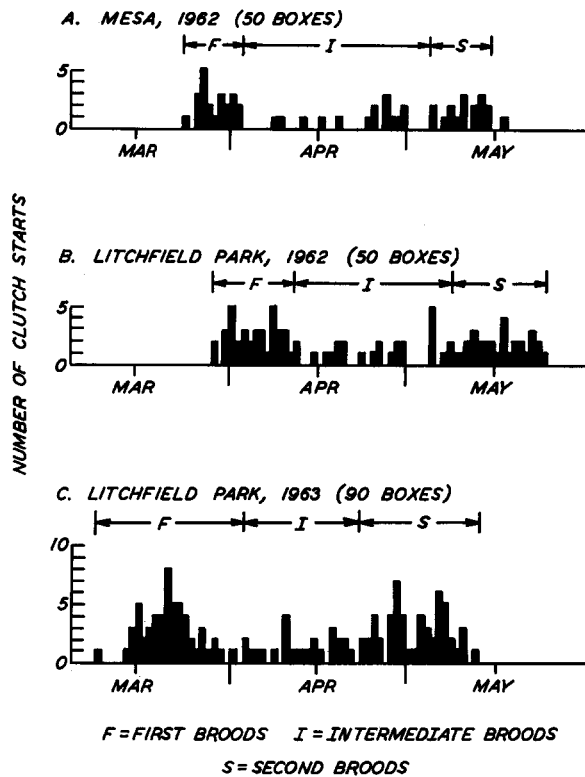 A. MESA, 1962 (50 BOXES)
F I S
5
0
MAR APR MAY
NUMBER OF CLUTCH STARTS
B. LITCHFIELD PARK, 1962 (50 BOXES)
F I S
5
0
MAR APR MAY
C. LITCHFIELD PARK, 1963 (90 BOXES)
F I S
10
5
0
MAR APR MAY
F = FIRST BROODS I = INTERMEDIATE BROODS
S = SECOND BROODS